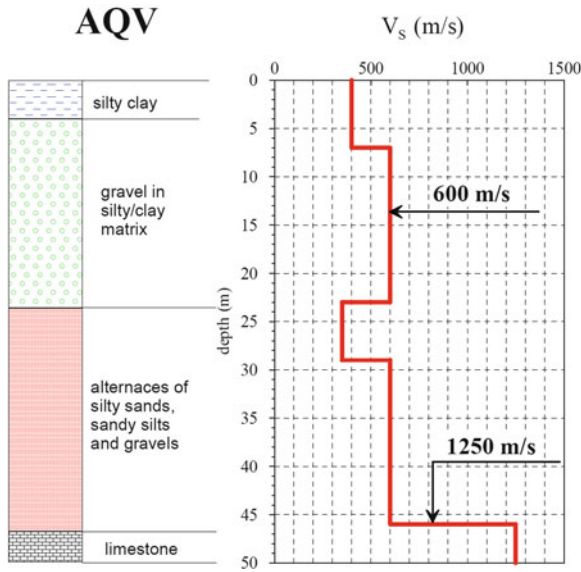 AQV
silty clay
gravel in
silty/clay
matrix
alternaces of
silty sands,
sandy silts
and gravels
limestone
V_S (m/s)
0 500 1000 1500
0
5
10
15
20
25
30
35
40
45
50
depth (m)
600 m/s
1250 m/s